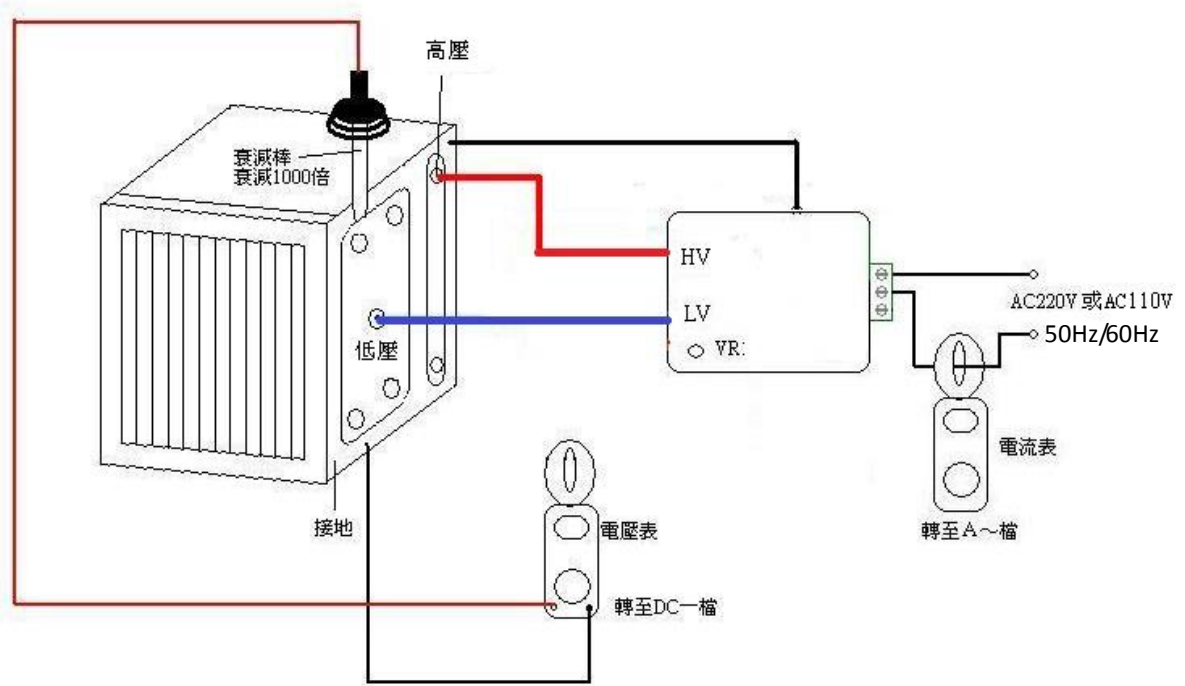 高壓
衰減棒
衰減1000倍
HV
LV
VR:
AC220V 或AC110V
50Hz/60Hz
低壓
電流表
轉至A～檔
接地
電壓表
轉至DC一檔